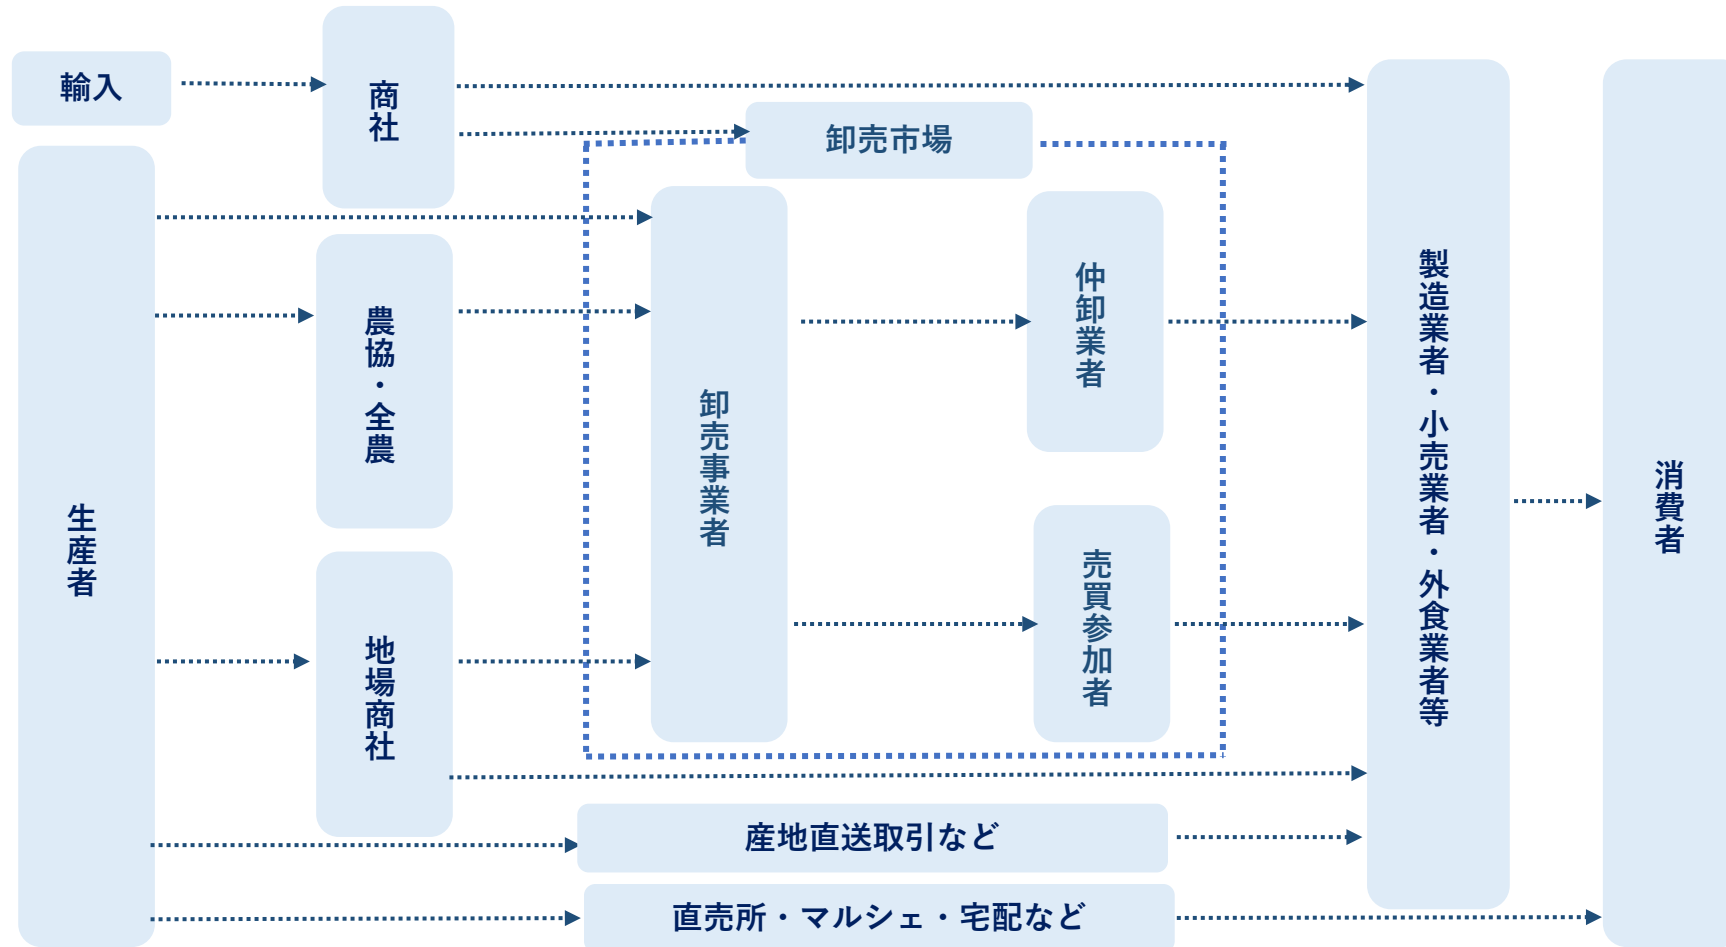 輸入
商社
卸売市場
生産者
農協・全農
地場商社
卸売事業者
仲卸業者
売買参加者
製造業者・小売業者・外食業者等
消費者
産地直送取引など
直売所・マルシェ・宅配など